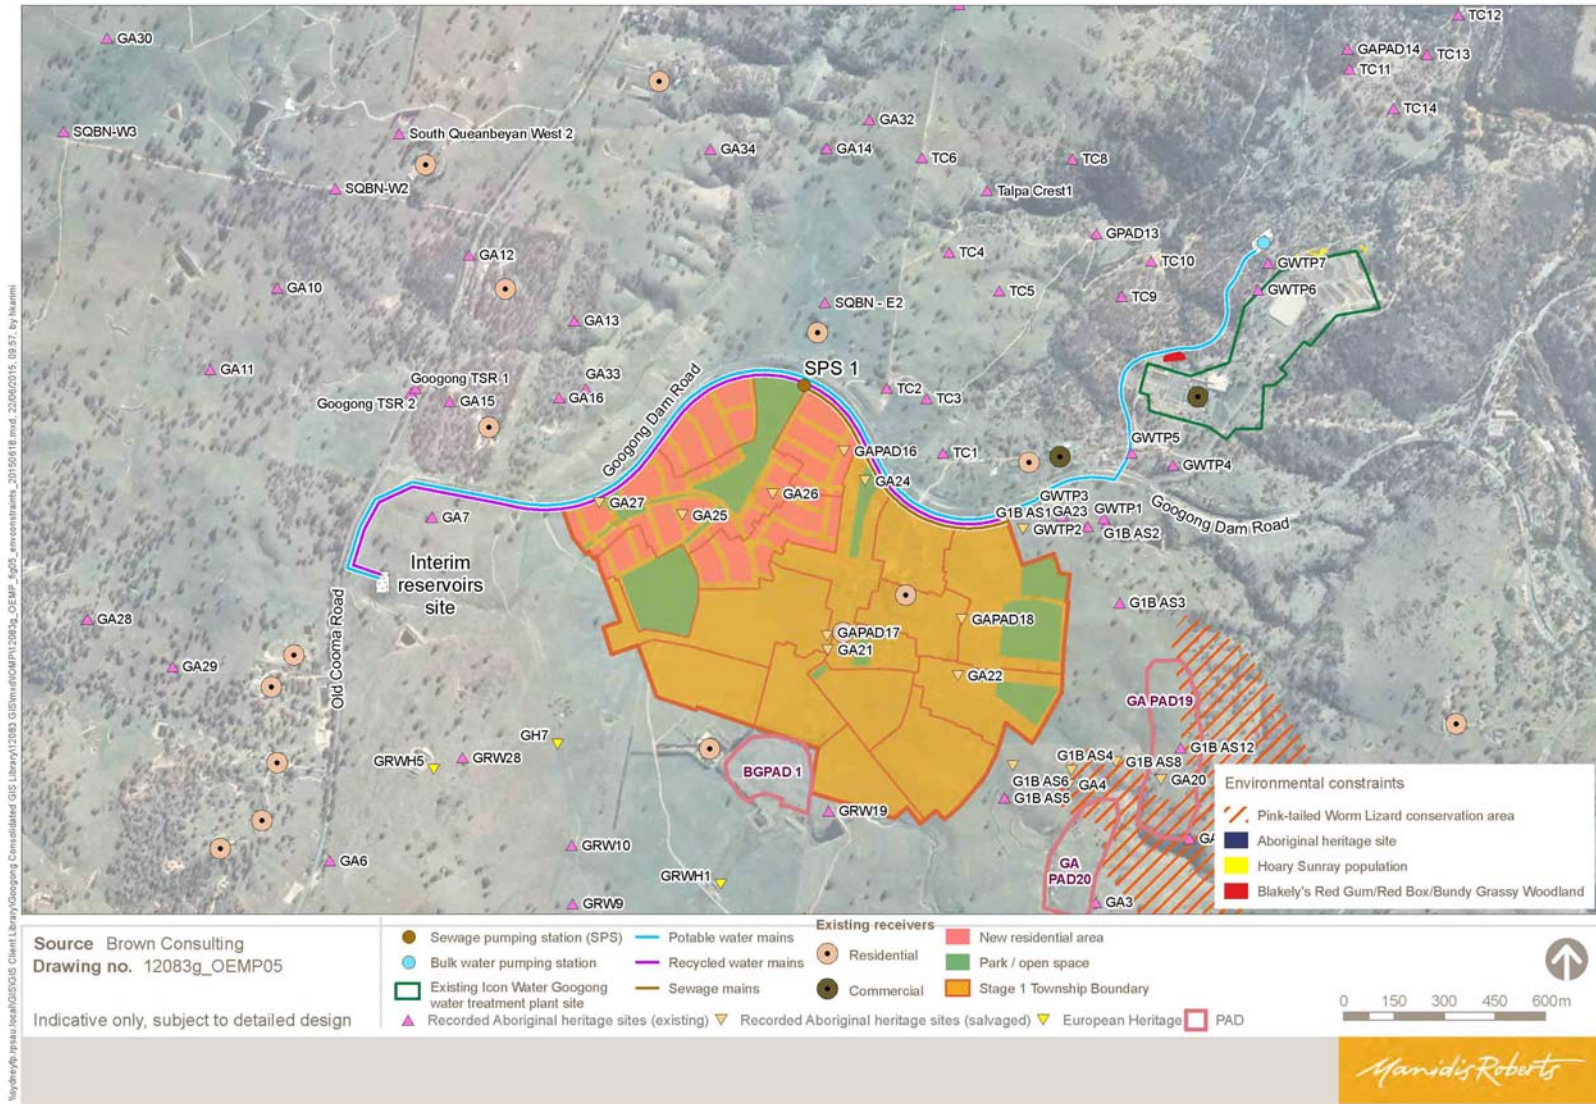 TC12
GA30
GAPAD14
TC13
TC11
TC14
GA32
SQBN-W3
South Queanbeyan West 2
GA34
GA14
TC6
TC8
SQBN-W2
Talpa Crest1
GPAD13
GA12
TC4
TC10
GWTP7
GA10
TC5
TC9
GWTP6
SQBN - E2
GA13
GA11
SPS 1
Googong TSR 1
GA33
Googong TSR 2
GA15
GA16
TC2
TC3
Googong Dam Road
GAPAD16
TC1
GWTP5
GWTP4
GA24
GA26
GA27
GWTP3
GA25
GA7
G1B AS1
GA23
GWTP1
Googong Dam Road
GWTP2
G1B AS2
Interim
reservoirs
site
G1B AS3
GA28
Old Cooma Road
GAPAD18
GAPAD17
GA21
GA29
GA22
GA PAD19
GH7
G1B AS12
GRWH5
GRW28
BGPAD 1
G1B AS4
G1B AS8
G1B AS6
GA4
GA20
G1B AS5
GRW19
GA
GRW10
GA6
GRWH1
GA
PAD20
GRW9
GA3
Environmental constraints
Pink-tailed Worm Lizard conservation area
Aboriginal heritage site
Hoary Sunray population
Blakely's Red Gum/Red Box/Bundy Grassy Woodland
Source Brown Consulting
Drawing no. 12083g_OEMP05
Indicative only, subject to detailed design
Sewage pumping station (SPS)
Bulk water pumping station
Existing Icon Water Googong
water treatment plant site
Potable water mains
Recycled water mains
Sewage mains
Existing receivers
Residential
Commercial
New residential area
Park / open space
Stage 1 Township Boundary
Recorded Aboriginal heritage sites (existing)
Recorded Aboriginal heritage sites (salvaged)
European Heritage
PAD
0 150 300 450 600m
Manidis Roberts